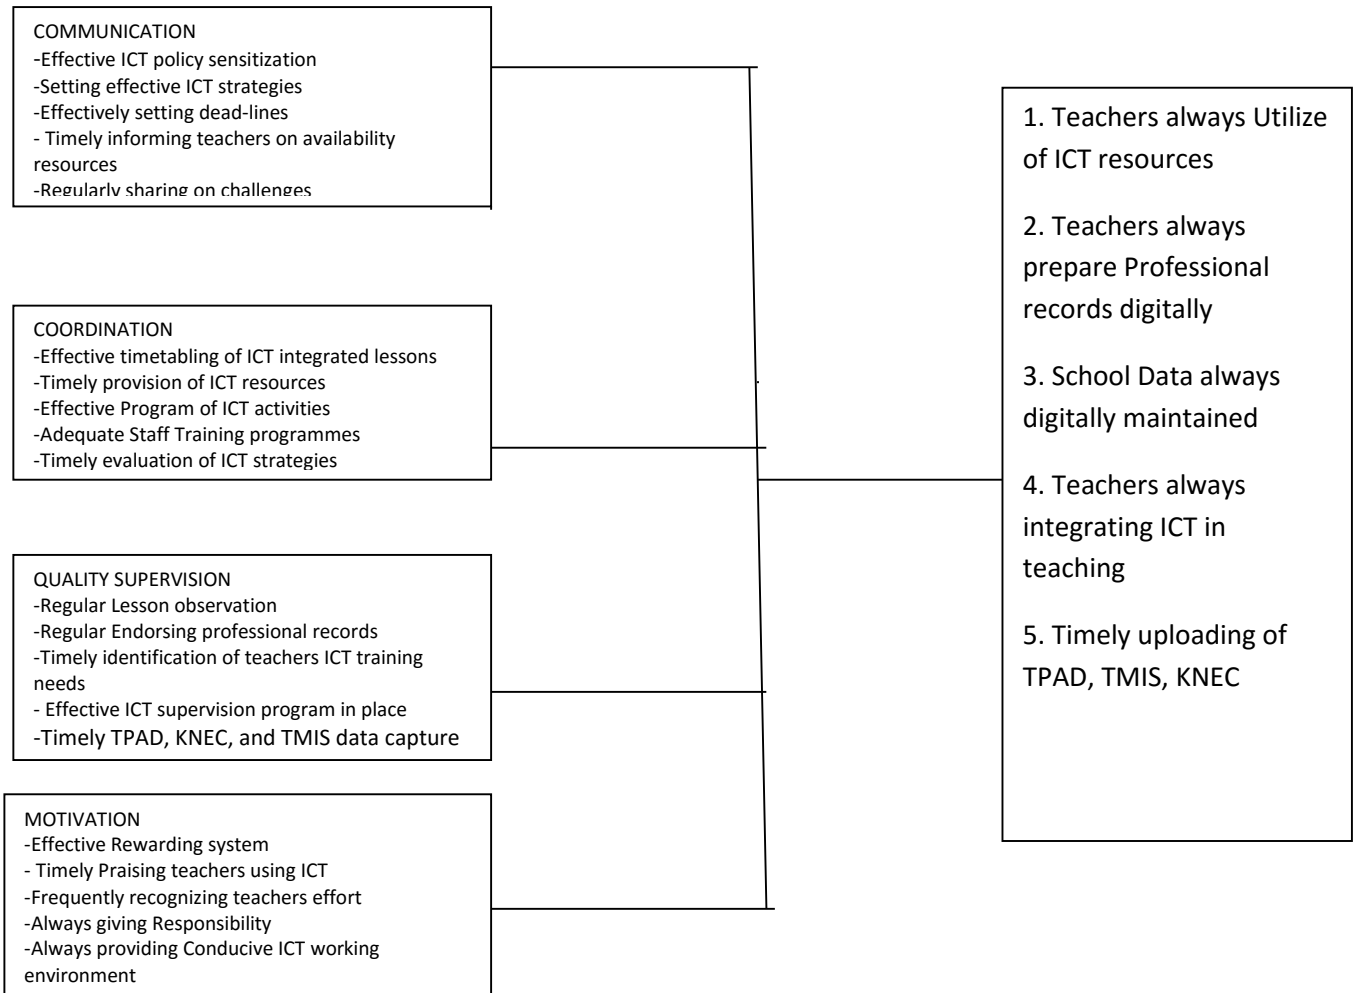 COMMUNICATION
-Effective ICT policy sensitization
-Setting effective ICT strategies
-Effectively setting dead-lines
- Timely informing teachers on availability
resources
-Regularly sharing on challenges
COORDINATION
-Effective timetabling of ICT integrated lessons
-Timely provision of ICT resources
-Effective Program of ICT activities
-Adequate Staff Training programmes
-Timely evaluation of ICT strategies
QUALITY SUPERVISION
-Regular Lesson observation
-Regular Endorsing professional records
-Timely identification of teachers ICT training
needs
- Effective ICT supervision program in place
-Timely TPAD, KNEC, and TMIS data capture
MOTIVATION
-Effective Rewarding system
- Timely Praising teachers using ICT
-Frequently recognizing teachers effort
-Always giving Responsibility
-Always providing Conducive ICT working
environment
1. Teachers always Utilize
of ICT resources
2. Teachers always
prepare Professional
records digitally
3. School Data always
digitally maintained
4. Teachers always
integrating ICT in
teaching
5. Timely uploading of
TPAD, TMIS, KNEC